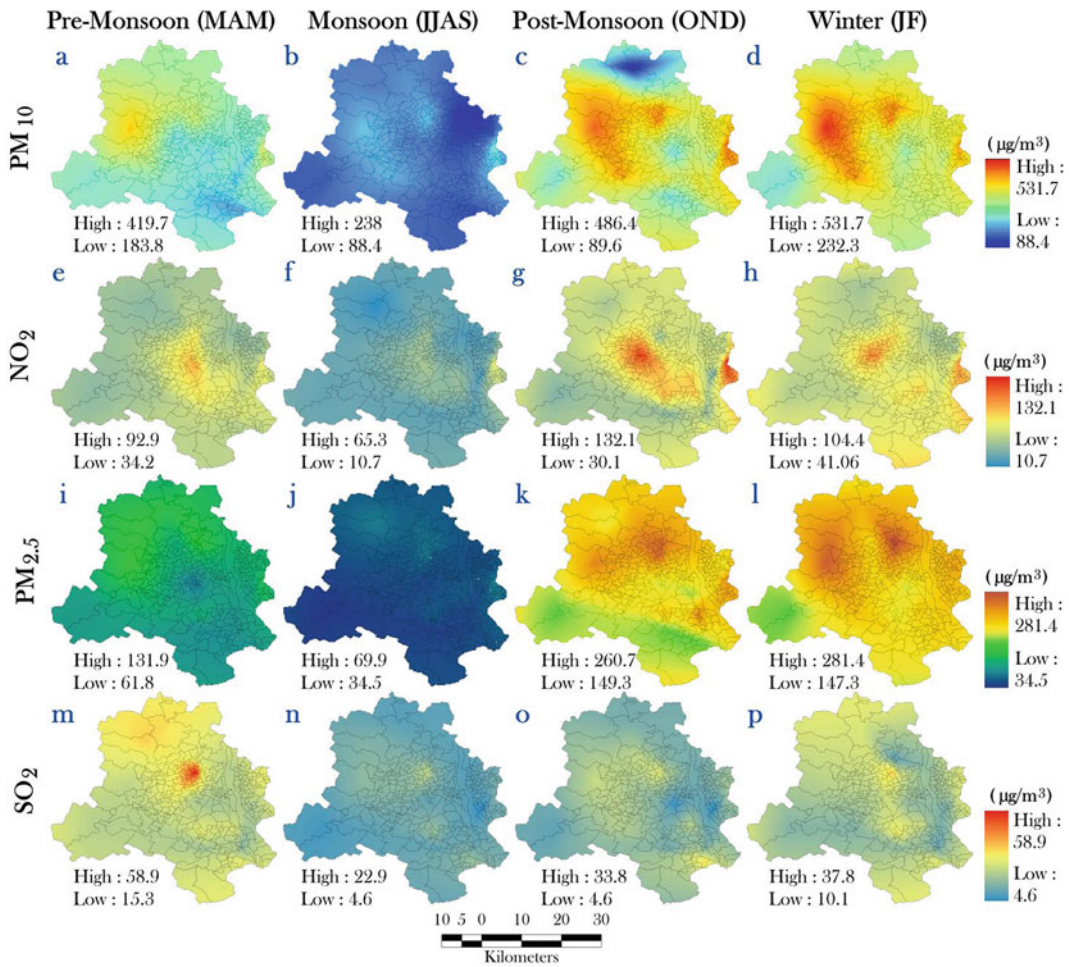 Pre-Monsoon (MAM) Monsoon (JJAS) Post-Monsoon (OND) Winter (JF)
PM 10
a b c d
High : 419.7 High : 238 High : 486.4 High : 531.7
Low : 183.8 Low : 88.4 Low : 89.6 Low : 232.3
(µg/m³)
High :
531.7
Low :
88.4
NO₂
e f g h
High : 92.9 High : 65.3 High : 132.1 High : 104.4
Low : 34.2 Low : 10.7 Low : 30.1 Low : 41.06
(µg/m³)
High :
132.1
Low :
10.7
PM₂.₅
i j k l
High : 131.9 High : 69.9 High : 260.7 High : 281.4
Low : 61.8 Low : 34.5 Low : 149.3 Low : 147.3
(µg/m³)
High :
281.4
Low :
34.5
SO₂
m n o p
High : 58.9 High : 22.9 High : 33.8 High : 37.8
Low : 15.3 Low : 4.6 Low : 4.6 Low : 10.1
(µg/m³)
High :
58.9
Low :
4.6
10 5 0 10 20 30
Kilometers